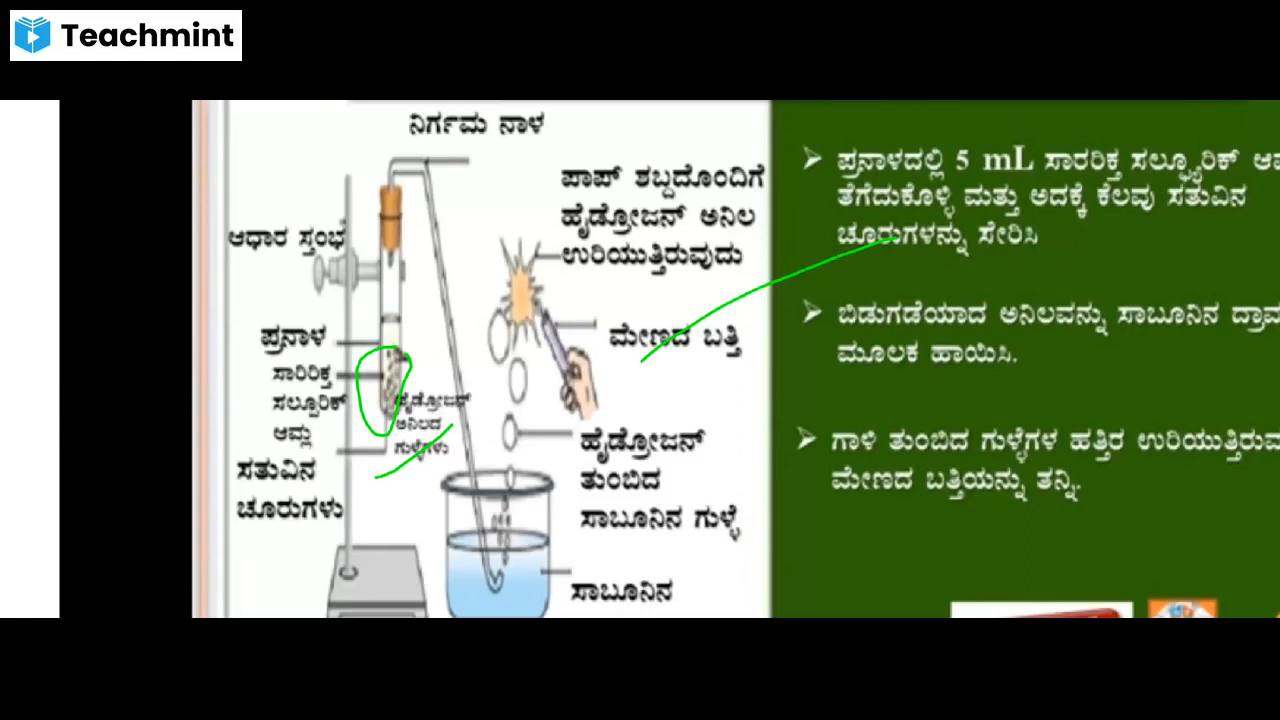 Teachmint
ನಿರ್ಗಮ ನಾಳ
ಪಾಪ್ ಶಬ್ದದೊಂದಿಗೆ
ಹೈಡ್ರೋಜನ್ ಅನಿಲ
ಉರಿಯುತ್ತಿರುವುದು
ಆಧಾರ ಸ್ತಂಭ
ಪ್ರನಾಳ
ಮೇಣದ ಬತ್ತಿ
ಸಾರಿರಿಕ್ತ
ಸಲ್ಪೂರಿಕ್
ಆಮ್ಲ
ಹೈಡ್ರೋಜನ್
ಅನಿಲದ
ಗುಳ್ಳೆಗಳು
ಸತುವಿನ
ಚೂರುಗಳು
ಹೈಡ್ರೋಜನ್
ತುಂಬಿದ
ಸಾಬೂನಿನ ಗುಳ್ಳೆ
ಸಾಬೂನಿನ
ಪ್ರನಾಳದಲ್ಲಿ 5 mL ಸಾರರಿಕ್ತ ಸಲ್ಫ್ಯೂರಿಕ್
ತೆಗೆದುಕೊಳ್ಳಿ ಮತ್ತು ಅದಕ್ಕೆ ಕೆಲವು ಸತುವಿನ
ಚೂರುಗಳನ್ನು ಸೇರಿಸಿ
ಬಿಡುಗಡೆಯಾದ ಅನಿಲವನ್ನು ಸಾಬೂನಿನ
ಮೂಲಕ ಹಾಯಿಸಿ.
ಗಾಳಿ ತುಂಬಿದ ಗುಳ್ಳೆಗಳ ಹತ್ತಿರ
ಮೇಣದ ಬತ್ತಿಯನ್ನು ತನ್ನಿ.